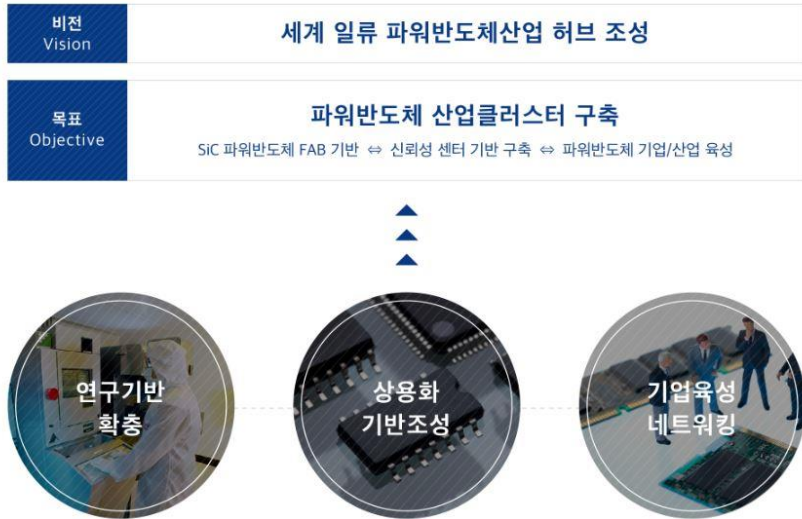 비전
Vision
세계 일류 파워반도체산업 허브 조성
목표
Objective
파워반도체 산업클러스터 구축
SiC 파워반도체 FAB 기반 ⇔ 신뢰성 센터 기반 구축 ⇔ 파워반도체 기업/산업 육성
연구기반
확충
상용화
기반조성
기업육성
네트워킹